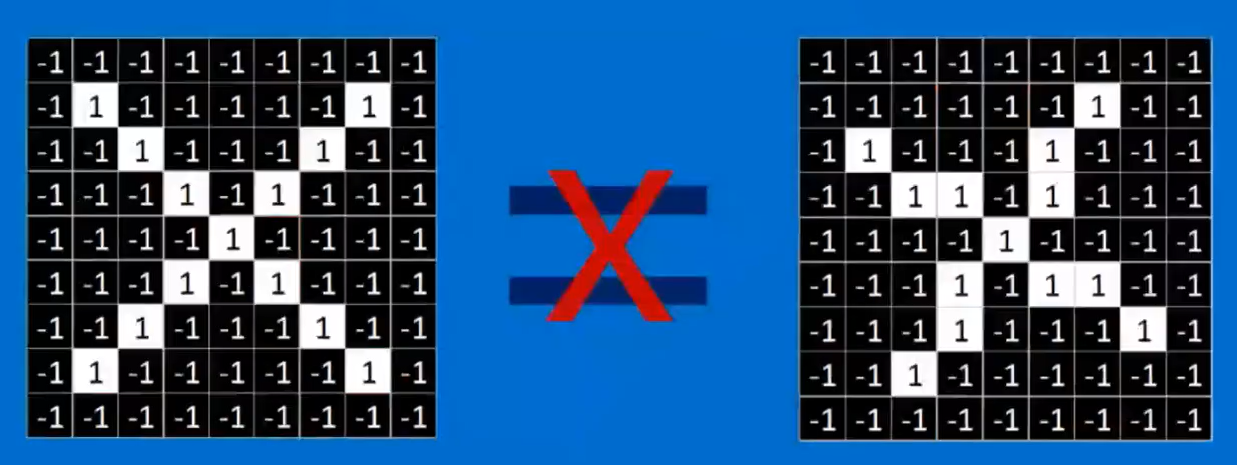 -1 -1 -1 -1 -1 -1 -1 -1 -1
-1 1 -1 -1 -1 -1 -1 1 -1
-1 -1 1 -1 -1 -1 1 -1 -1
-1 -1 -1 1 -1 1 -1 -1 -1
-1 -1 -1 -1 1 -1 -1 -1 -1
-1 -1 -1 1 -1 1 -1 -1 -1
-1 -1 1 -1 -1 -1 1 -1 -1
-1 1 -1 -1 -1 -1 -1 1 -1
-1 -1 -1 -1 -1 -1 -1 -1 -1
=
X
-1 -1 -1 -1 -1 -1 -1 -1 -1
-1 -1 -1 -1 -1 -1 1 -1 -1
-1 1 -1 -1 -1 1 -1 -1 -1
-1 -1 1 1 -1 1 -1 -1 -1
-1 -1 -1 -1 1 -1 -1 -1 -1
-1 -1 -1 1 -1 1 1 -1 -1
-1 -1 -1 1 -1 -1 -1 1 -1
-1 -1 1 -1 -1 -1 -1 -1 -1
-1 -1 -1 -1 -1 -1 -1 -1 -1